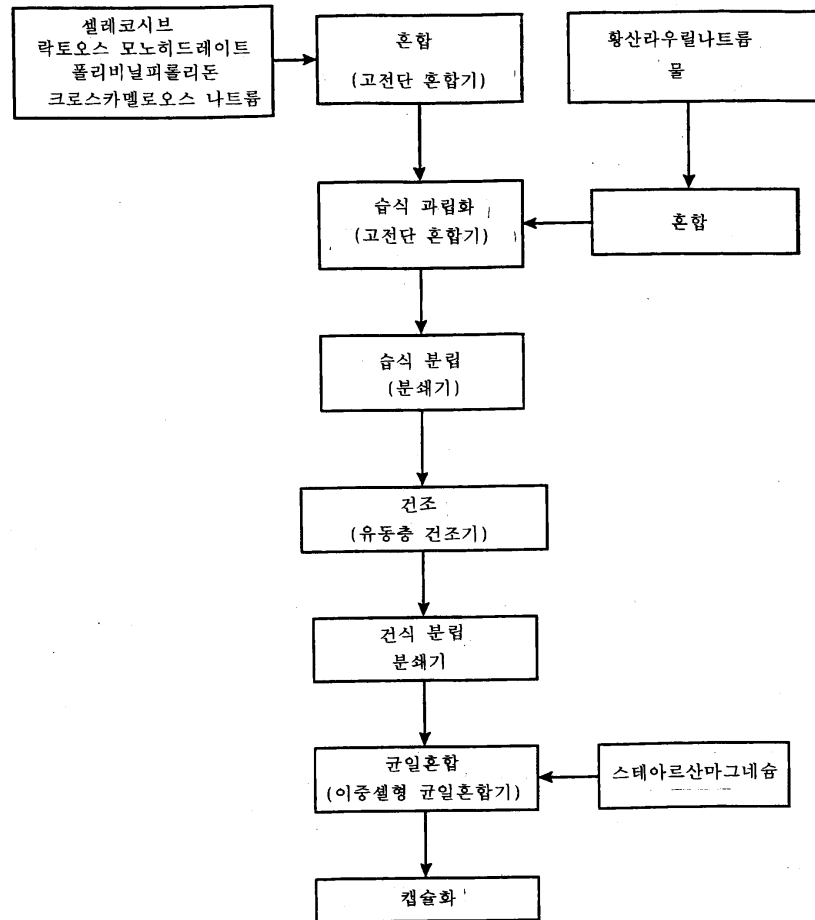 셀레코시브
락토오스 모노히드레이트
폴리비닐피롤리돈
크로스카멜로오스 나트륨
혼합
(고전단 혼합기)
황산라우릴나트륨
물
습식 과립화
(고전단 혼합기)
혼합
습식 분립
(분쇄기)
건조
(유동층 건조기)
건식 분립
분쇄기
균일혼합
(이중셸형 균일혼합기)
스테아르산마그네슘
캡슐화